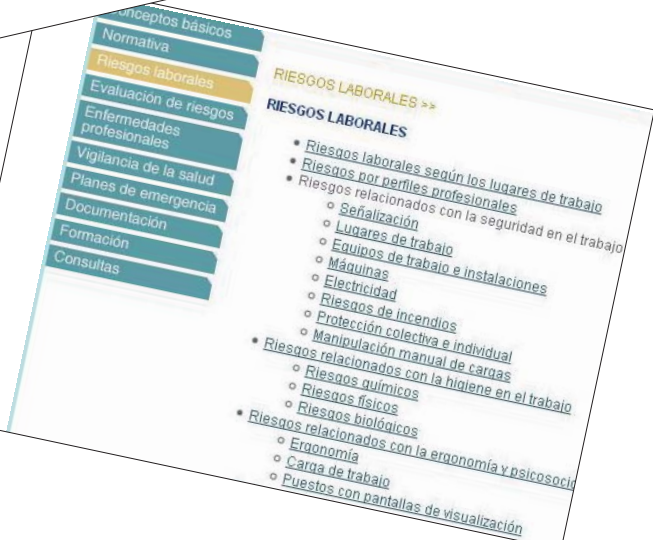 Conceptos básicos
Normativa
Riesgos laborales
Evaluación de riesgos
Enfermedades
profesionales
Vigilancia de la salud
Planes de emergencia
Documentación
Formación
Consultas
RIESGOS LABORALES >>
RIESGOS LABORALES
• Riesgos laborales según los lugares de trabajo
• Riesgos por perfiles profesionales
• Riesgos relacionados con la seguridad en el trabajo
o Señalización
o Lugares de trabajo
o Equipos de trabajo e instalaciones
o Máquinas
o Electricidad
o Riesgos de incendios
o Protección colectiva e individual
o Manipulación manual de cargas
• Riesgos relacionados con la higiene en el trabajo
o Riesgos químicos
o Riesgos físicos
o Riesgos biológicos
• Riesgos relacionados con la ergonomía y psicosocio
o Ergonomía
o Carga de trabajo
o Puestos con pantallas de visualización